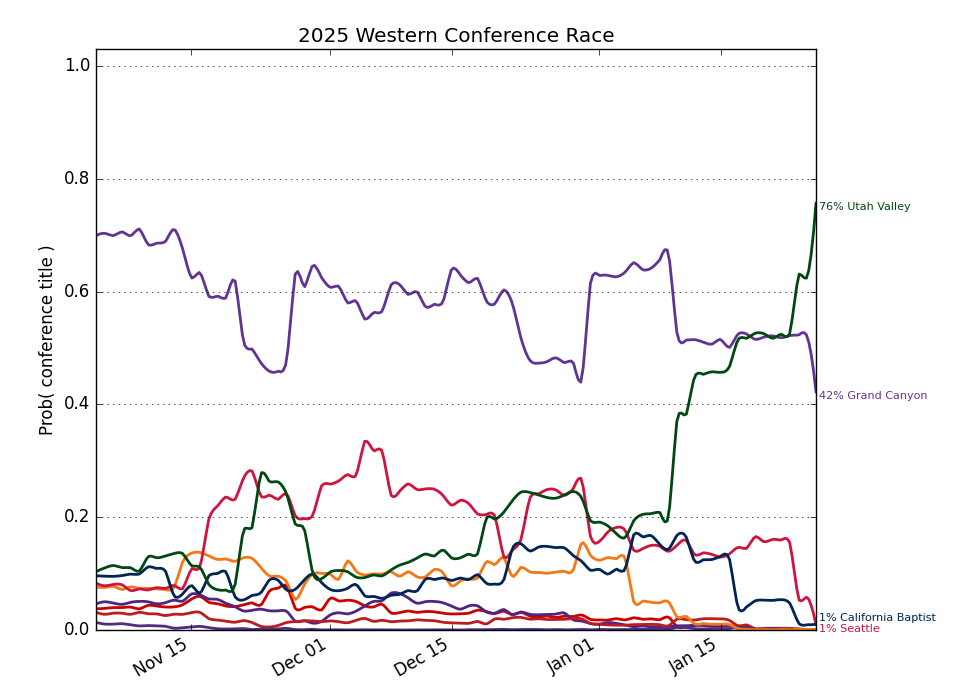 2025 Western Conference Race
Prob( conference title )
1.0
0.8
0.6
0.4
0.2
0.0
Nov 15
Dec 01
Dec 15
Jan 01
Jan 15
76% Utah Valley
42% Grand Canyon
1% California Baptist
1% Seattle